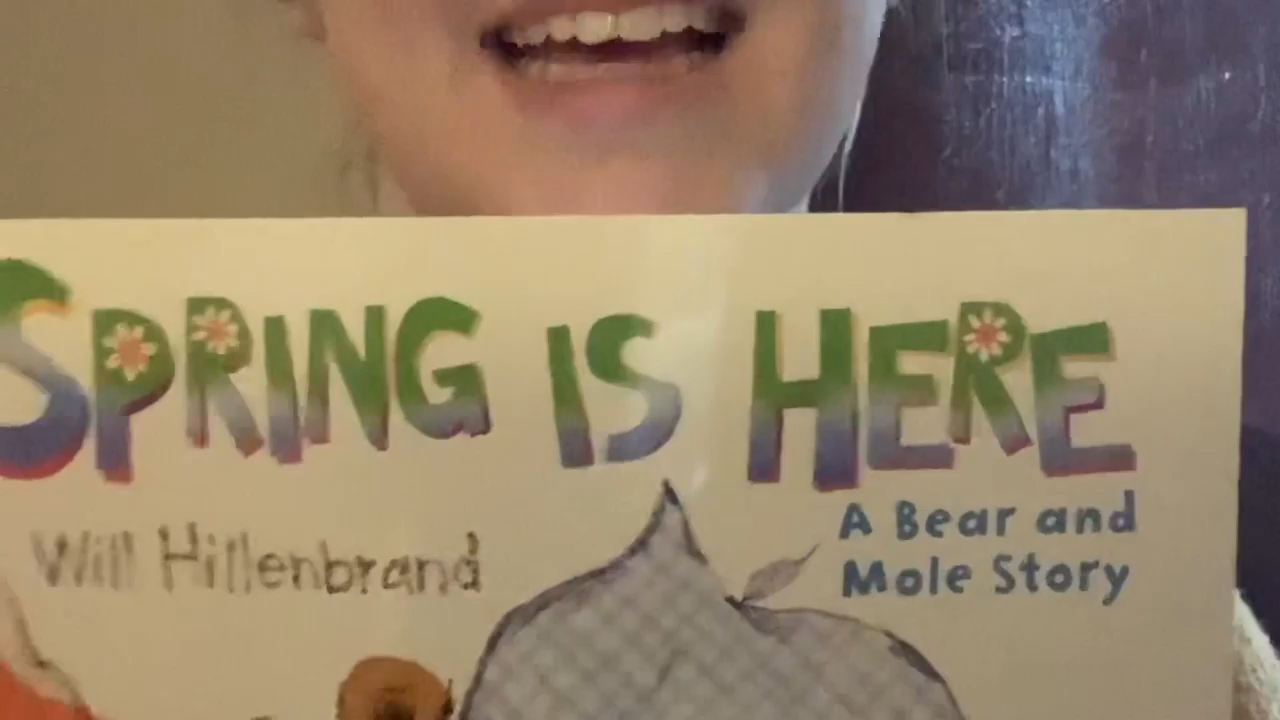 SPRING IS HERE
Will Hillenbrand
A Bear and
Mole Story